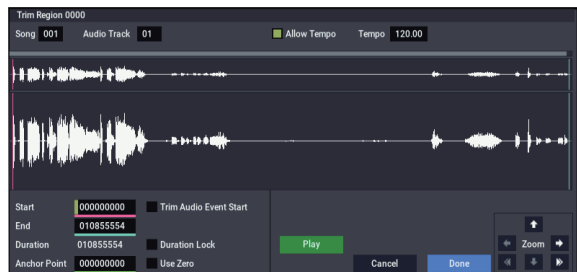 Trim Region 0000
Song 001 Audio Track 01 Allow Tempo Tempo 120.00
Start 000000000 Trim Audio Event Start
End 010855554
Duration 010855554 Duration Lock Play Zoom
Anchor Point 000000000 Use Zero Cancel Done